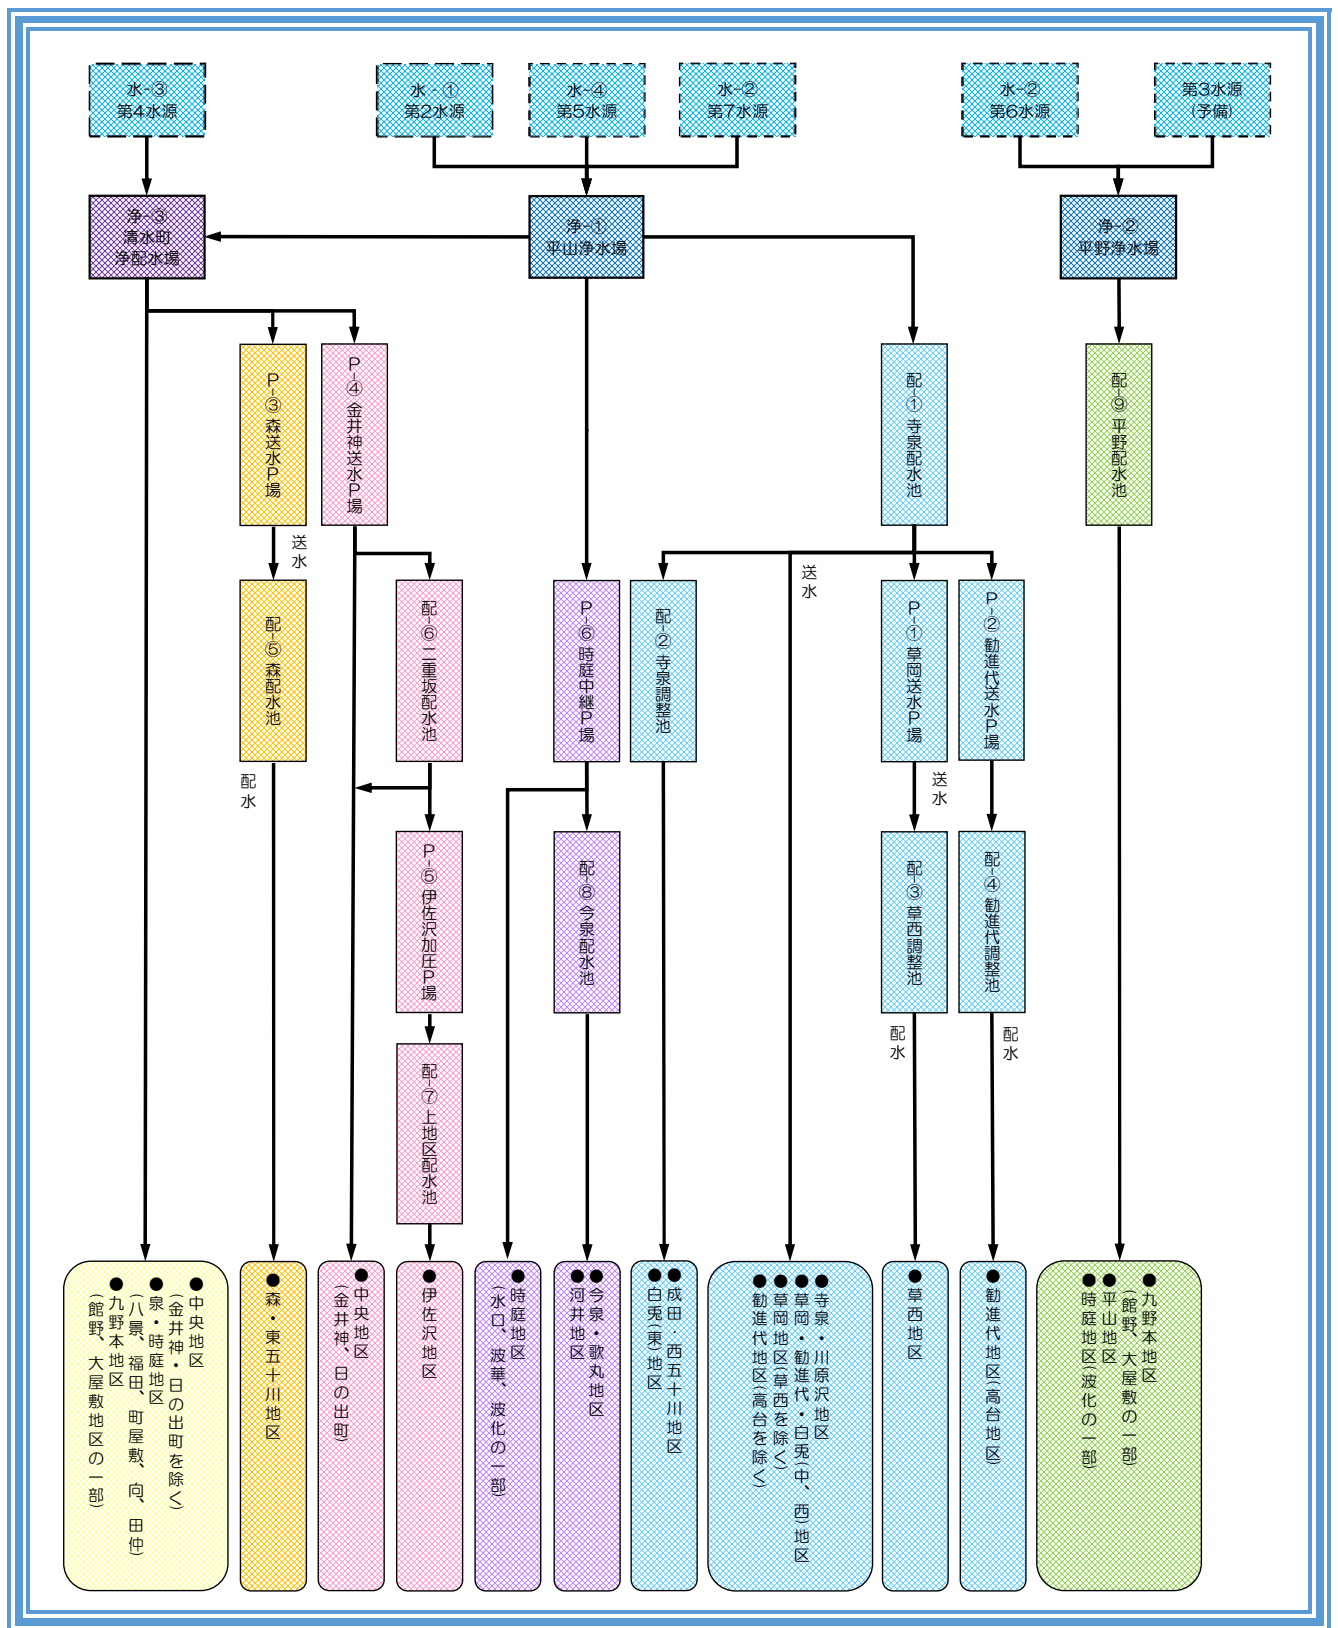 水-③
第4水源
水-①
第2水源
水-④
第5水源
水-②
第7水源
水-②
第6水源
第3水源
(予備)
浄-③
清水町
浄配水場
浄-①
平山浄水場
浄-②
平野浄水場
P-③ 森送水P場
P-④ 金井神送水P場
配-① 寺泉配水池
配-⑨ 平野配水池
送水
送水
配-⑤ 森配水池
配-⑥ 二重坂配水池
P-⑥ 時庭中継P場
配-② 寺泉調整池
P-① 草岡送水P場
P-② 勧進代送水P場
配水
送水
P-⑤ 伊佐沢加圧P場
配-⑧ 今泉配水池
配-③ 草西調整池
配-④ 勧進代調整池
配水
配水
配-⑦ 上地区配水池
●中央地区
(金井神・日の出町を除く)
●泉・時庭地区
(八景、福田、町屋敷、向、田仲)
●九野本地区
(館野、大屋敷地区の一部)
●森・東五十川地区
●中央地区
(金井神、日の出町)
●伊佐沢地区
●時庭地区
(水口、波華、波化の一部)
●今泉・歌丸地区
●河井地区
●成田・西五十川地区
●白兎(東)地区
●寺泉・川原沢地区
●草岡・勧進代・白兎(中、西)地区
●草岡地区(草西を除く)
●勧進代地区(高台を除く)
●草西地区
●勧進代地区(高台地区)
●九野本地区
(館野、大屋敷の一部)
●平山地区
●時庭地区(波化の一部)